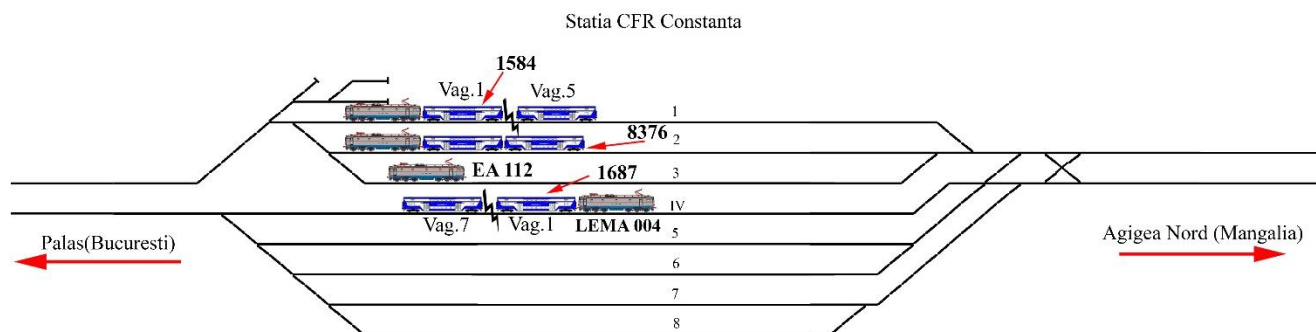 Statia CFR Constanta
1584
Vag.1
Vag.5
1
8376
2
EA 112
3
1687
IV
Vag.7
Vag.1
LEMA 004
5
Palas(Bucuresti)
Agigea Nord (Mangalia)
6
7
8